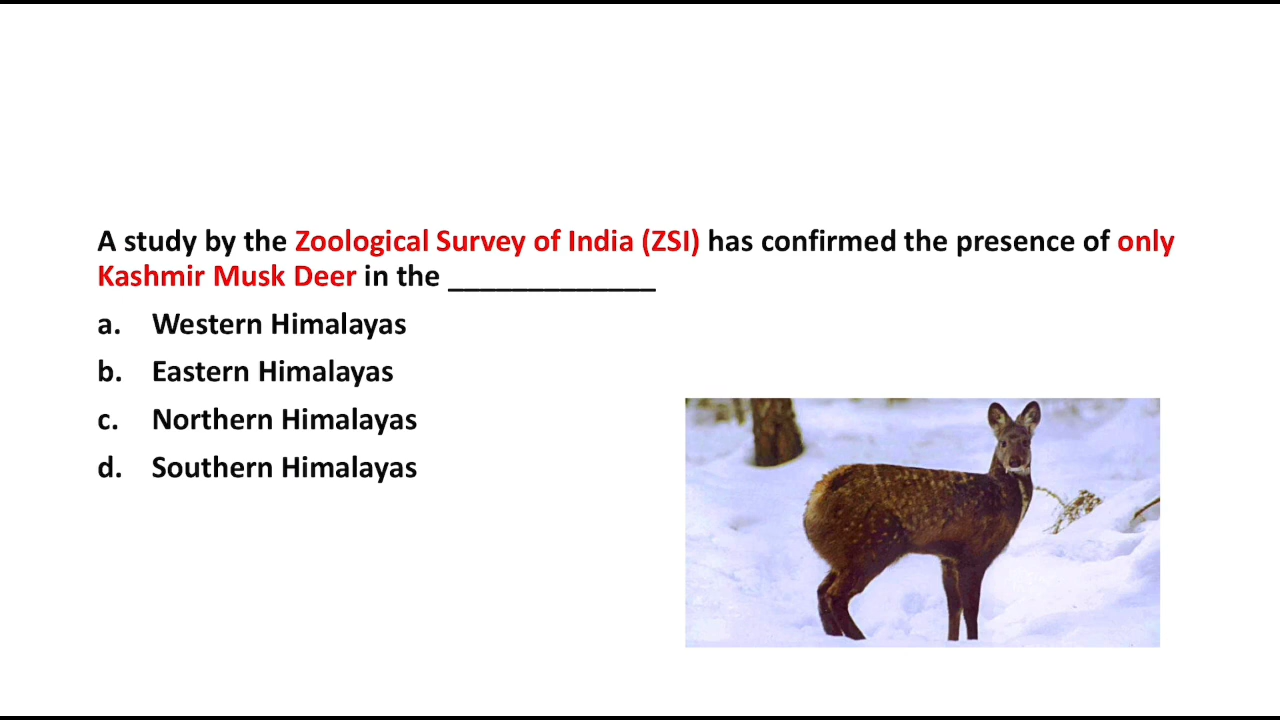 A study by the Zoological Survey of India (ZSI) has confirmed the presence of only
Kashmir Musk Deer in the _____________
a. Western Himalayas
b. Eastern Himalayas
c. Northern Himalayas
d. Southern Himalayas